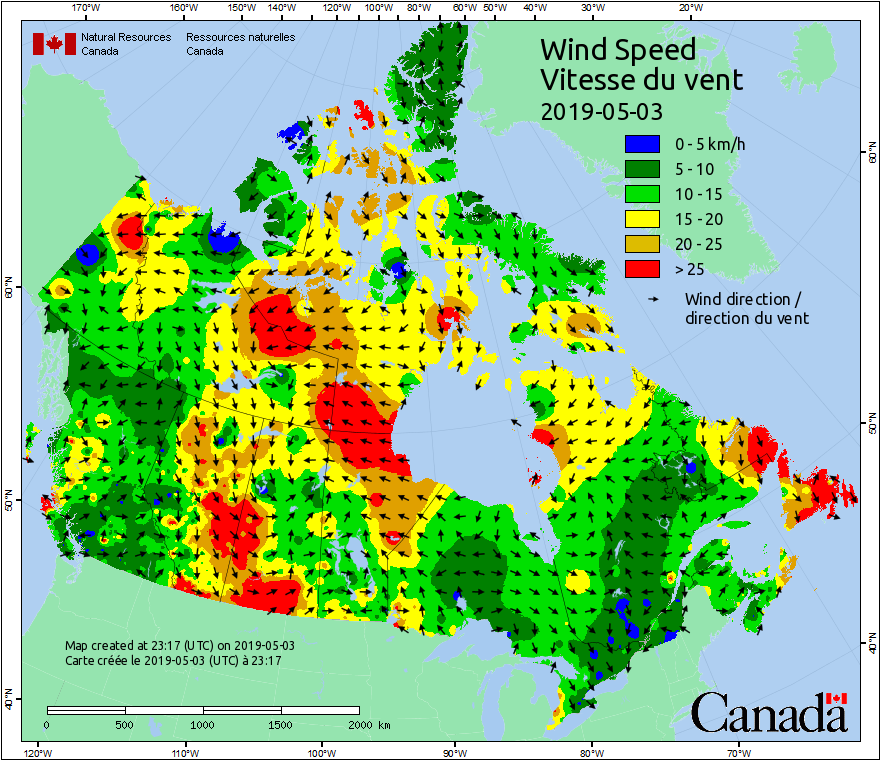 170°W 160°W 150°W 140°W 130°W 120°W 110°W 100°W 90°W 80°W 70°W 60°W 50°W 40°W 30°W 20°W
Natural Resources Canada
Ressources naturelles Canada
Wind Speed
Vitesse du vent
2019-05-03
0 - 5 km/h
5 - 10
10 - 15
15 - 20
20 - 25
> 25
Wind direction /
direction du vent
60°N
50°N
40°N
60°N
50°N
40°N
Map created at 23:17 (UTC) on 2019-05-03
Carte créée le 2019-05-03 (UTC) à 23:17
0 500 1000 1500 2000 km
Canada
120°W 110°W 100°W 90°W 80°W 70°W